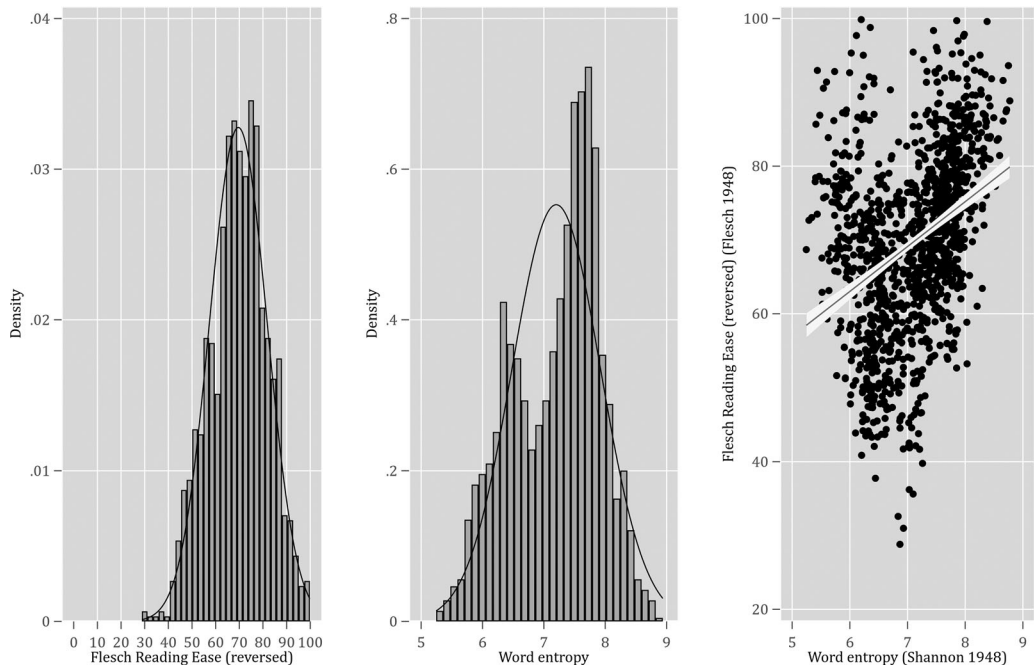 .04
.03
.02
.01
0
Density
0 10 20 30 40 50 60 70 80 90 100
Flesch Reading Ease (reversed)
.8
.6
.4
.2
0
Density
5 6 7 8 9
Word entropy
100
80
60
40
20
Flesch Reading Ease (reversed) (Flesch 1948)
5 6 7 8 9
Word entropy (Shannon 1948)